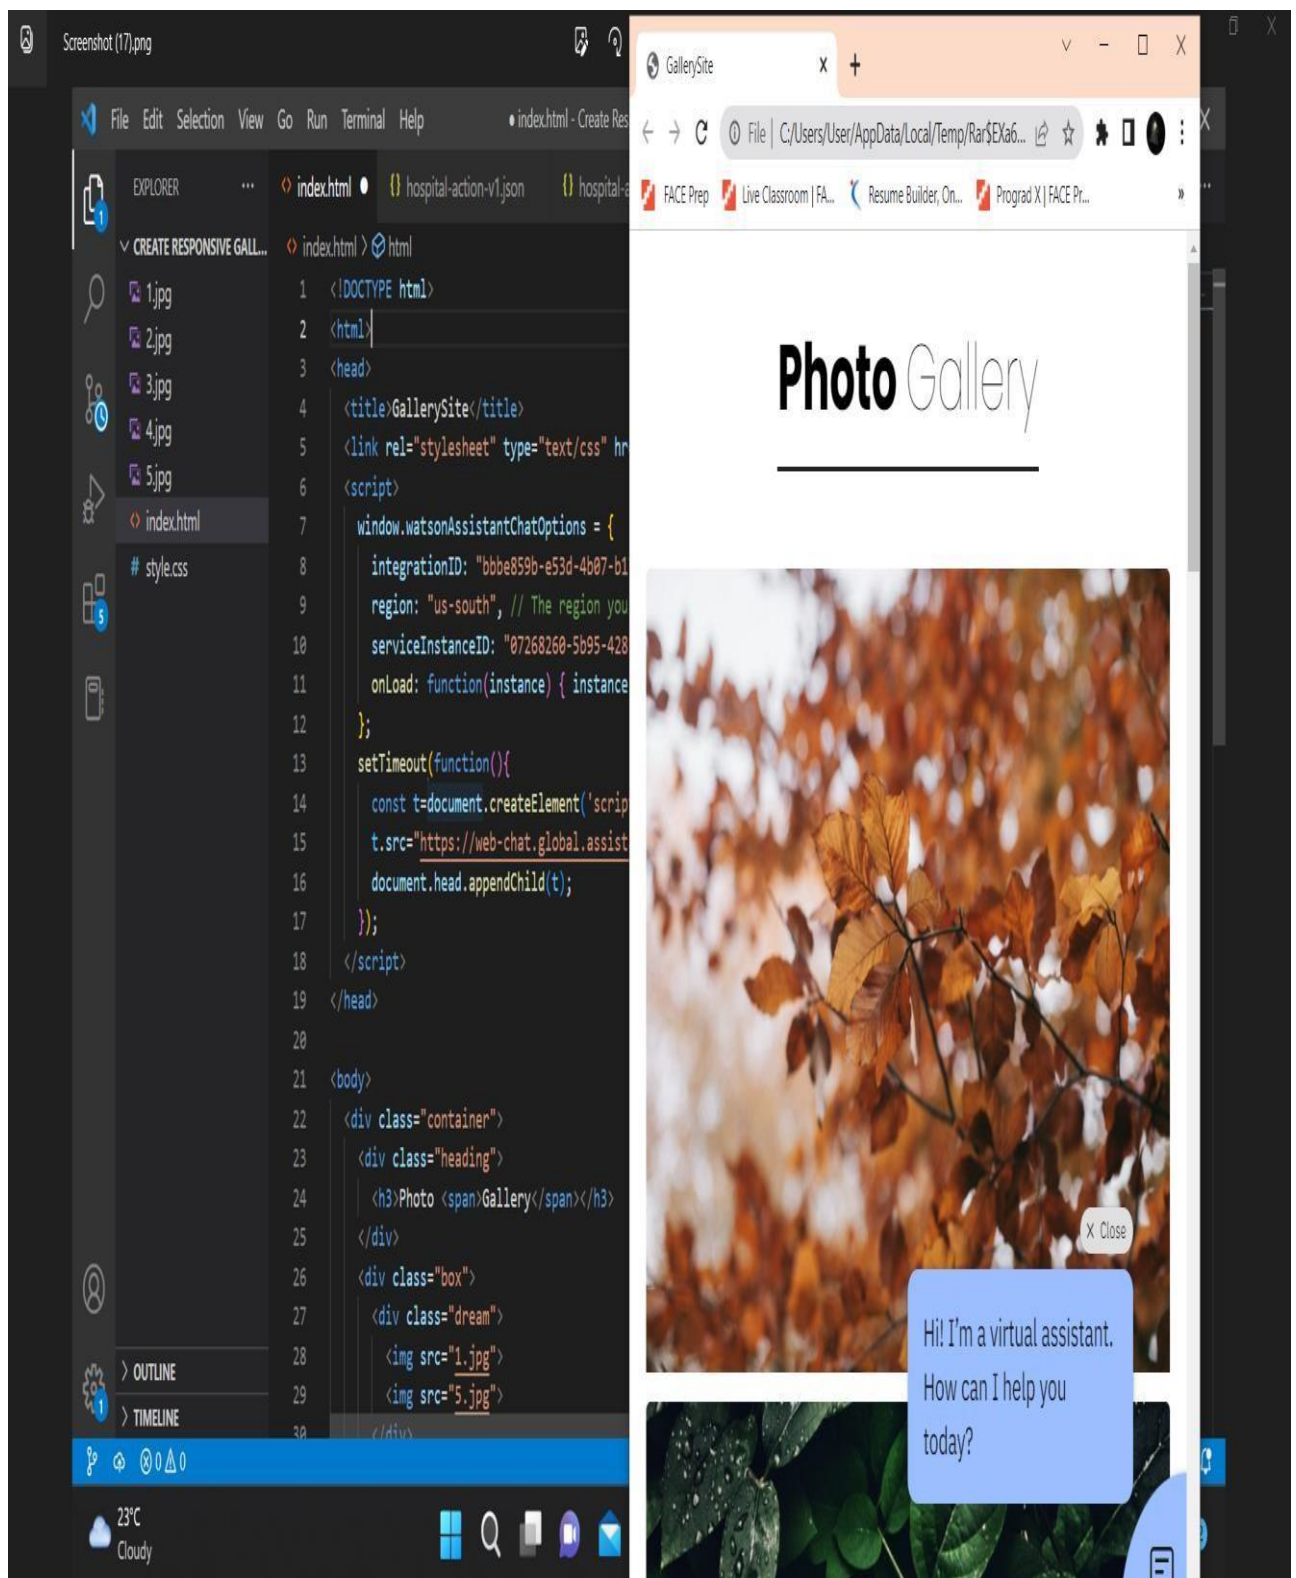 Screenshot (17).png
File Edit Selection View Go Run Terminal Help
● index.html - Create Res
EXPLORER ...
index.html ●
{} hospital-action-v1.json
{} hospital-a
CREATE RESPONSIVE GALL...
1.jpg
2.jpg
3.jpg
4.jpg
5.jpg
<> index.html
# style.css
<> index.html > html
1 <!DOCTYPE html>
2 <html>
3 <head>
4 <title>GallerySite</title>
5 <link rel="stylesheet" type="text/css" hr
6 <script>
7 window.watsonAssistantChatOptions = {
8 integrationID: "bbbe859b-e53d-4b07-b1
9 region: "us-south", // The region you
10 serviceInstanceID: "07268260-5b95-428
11 onLoad: function(instance) { instance
12 };
13 setTimeout(function(){
14 const t=document.createElement('scrip
15 t.src="https://web-chat.global.assist
16 document.head.appendChild(t);
17 });
18 </script>
19 </head>
20
21 <body>
22 <div class="container">
23 <div class="heading">
24 <h3>Photo <span>Gallery</span></h3>
25 </div>
26 <div class="box">
27 <div class="dream">
28 <img src="1.jpg">
29 <img src="5.jpg">
30 </div>
OUTLINE
TIMELINE
1
5
1
0 0
23°C
Cloudy
GallerySite
File | C:/Users/User/AppData/Local/Temp/Rar$EXa6...
FACE Prep
Live Classroom | FA...
Resume Builder, On...
Prograd X | FACE Pr...
»
Photo Gallery
X Close
Hi! I'm a virtual assistant.
How can I help you
today?